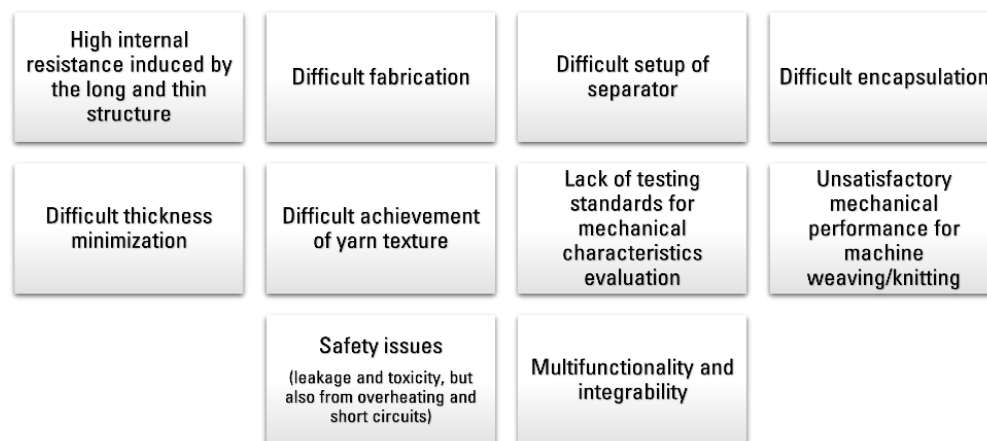 High internal
resistance induced by
the long and thin
structure
Difficult fabrication
Difficult setup of
separator
Difficult encapsulation
Difficult thickness
minimization
Difficult achievement
of yarn texture
Lack of testing
standards for
mechanical
characteristics
evaluation
Unsatisfactory
mechanical
performance for
machine
weaving/knitting
Safety issues
(leakage and toxicity, but
also from overheating and
short circuits)
Multifunctionality and
integrability